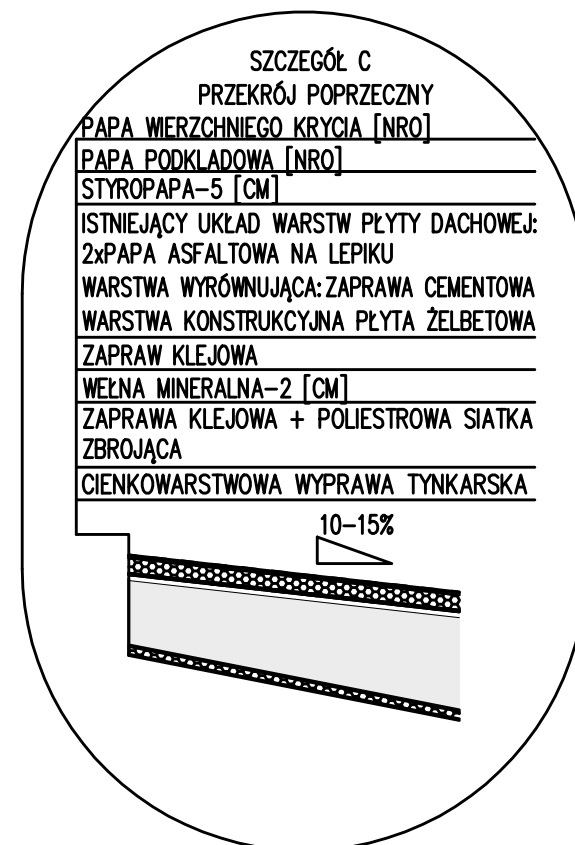 SZCZEGÓŁ C
PRZEKRÓJ POPRZECZNY
PAPA WIERZCHNIEGO KRYCIA [NRO]
PAPA PODKLADOWA [NRO]
STYROPAPA-5 [CM]
ISTNIEJĄCY UKŁAD WARSTW PŁYTY DACHOWEJ:
2xPAPA ASFALTOWA NA LEPIKU
WARSTWA WYRÓWNUJĄCA: ZAPRAWA CEMENTOWA
WARSTWA KONSTRUKCYJNA PŁYTA ŻELBETOWA
ZAPRAW KLEJOWA
WEŁNA MINERALNA-2 [CM]
ZAPRAWA KLEJOWA + POLIESTROWA SIATKA
ZBROJĄCA
CIENKOWARSTWOWA WYPRAWA TYNKARSKA
10-15%